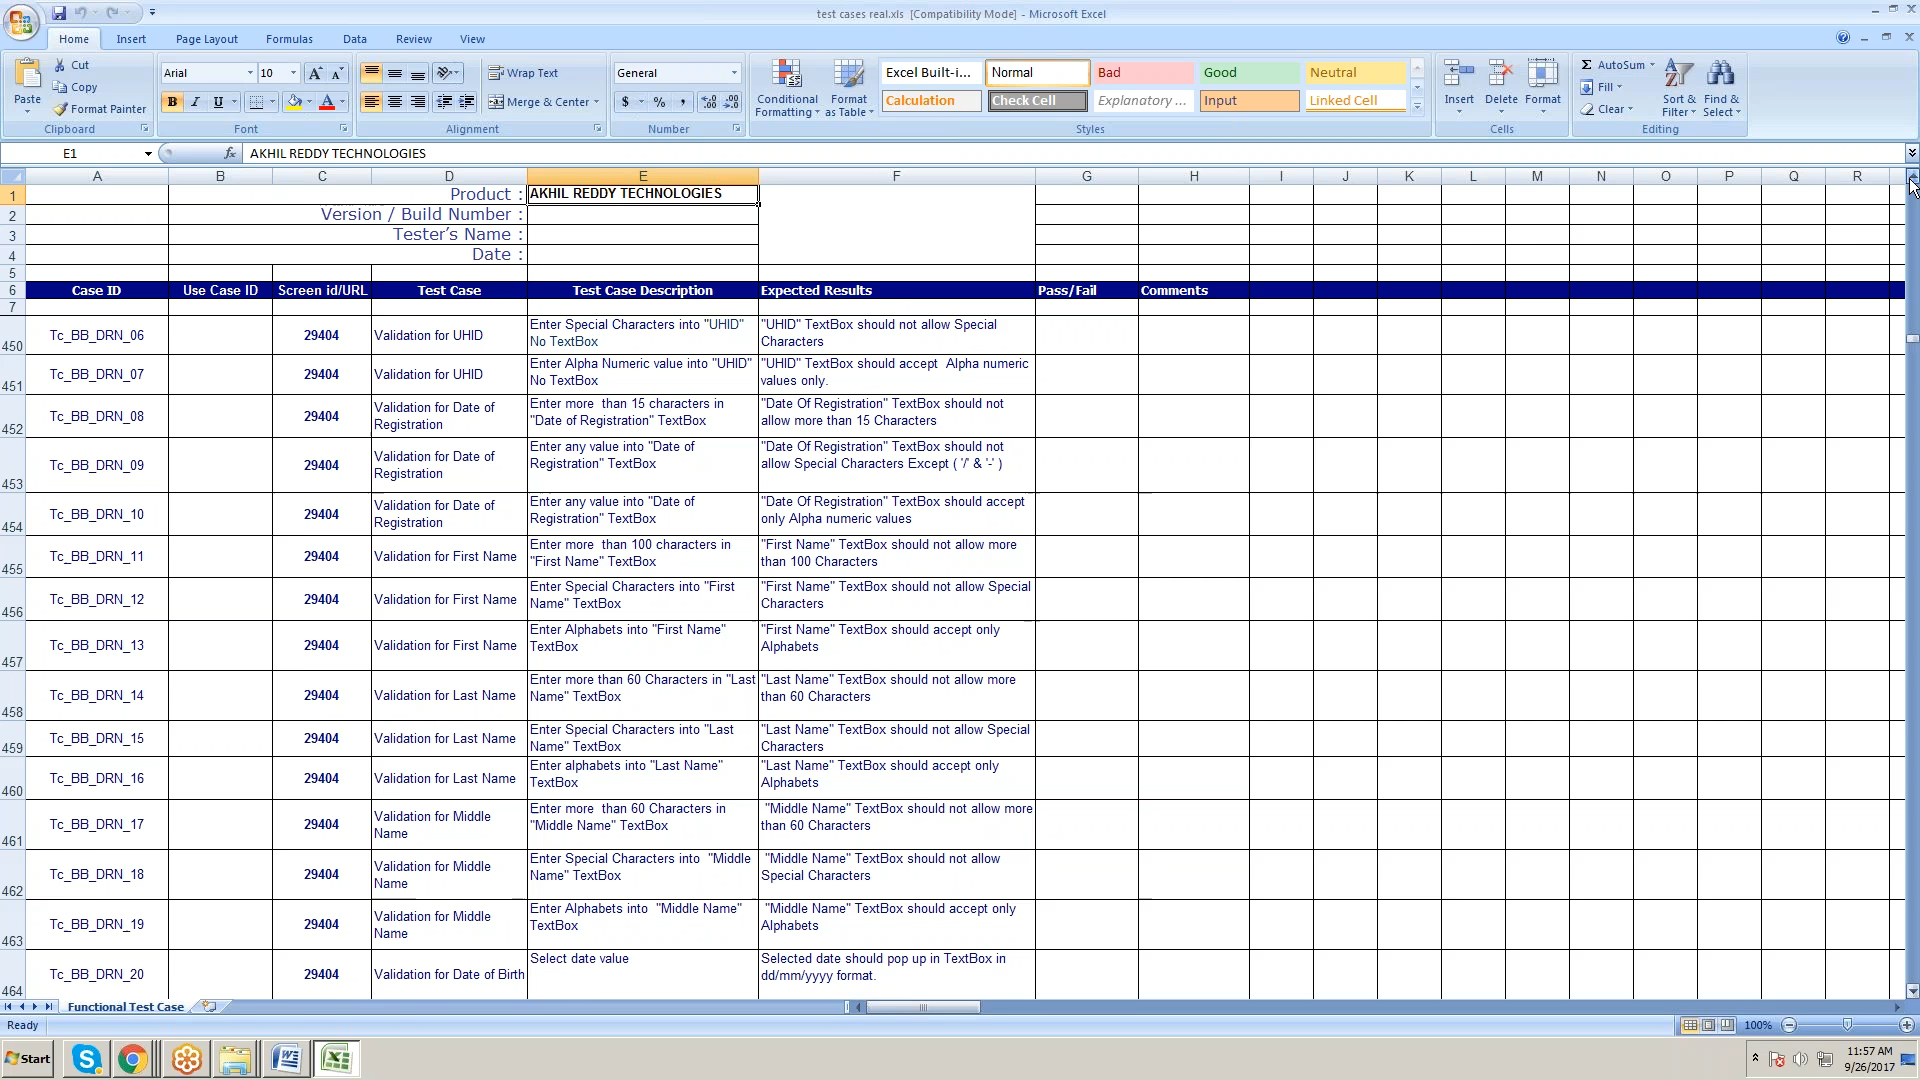 test cases real.xls  [Compatibility Mode] - Microsoft Excel
Home Insert Page Layout Formulas Data Review View
Paste Cut Copy Format Painter
Clipboard
Arial 10
B I U
Font
Wrap Text
Merge & Center
Alignment
General
$ % ,
Number
Conditional Formatting
Format as Table
Excel Built-i... Normal Bad Good Neutral
Calculation Check Cell Explanatory ... Input Linked Cell
Styles
Insert Delete Format
Cells
AutoSum
Fill
Clear
Sort & Filter
Find & Select
Editing
E1 fx AKHIL REDDY TECHNOLOGIES
A B C D E F G H I J K L M N O P Q R
1 Product : AKHIL REDDY TECHNOLOGIES
2 Version / Build Number :
3 Tester's Name :
4 Date :
5
6 Case ID Use Case ID Screen id/URL Test Case Test Case Description Expected Results Pass/Fail Comments
7
450 Tc_BB_DRN_06 29404 Validation for UHID Enter Special Characters into "UHID" No TextBox "UHID" TextBox should not allow Special Characters
451 Tc_BB_DRN_07 29404 Validation for UHID Enter Alpha Numeric value into "UHID" No TextBox "UHID" TextBox should accept  Alpha numeric values only.
452 Tc_BB_DRN_08 29404 Validation for Date of Registration Enter more  than 15 characters in "Date of Registration" TextBox "Date Of Registration" TextBox should not allow more than 15 Characters
453 Tc_BB_DRN_09 29404 Validation for Date of Registration Enter any value into "Date of Registration" TextBox "Date Of Registration" TextBox should not allow Special Characters Except ( '/' & '-' )
454 Tc_BB_DRN_10 29404 Validation for Date of Registration Enter any value into "Date of Registration" TextBox "Date Of Registration" TextBox should accept only Alpha numeric values
455 Tc_BB_DRN_11 29404 Validation for First Name Enter more  than 100 characters in "First Name" TextBox "First Name" TextBox should not allow more than 100 Characters
456 Tc_BB_DRN_12 29404 Validation for First Name Enter Special Characters into "First Name" TextBox "First Name" TextBox should not allow Special Characters
457 Tc_BB_DRN_13 29404 Validation for First Name Enter Alphabets into "First Name" TextBox "First Name" TextBox should accept only Alphabets
458 Tc_BB_DRN_14 29404 Validation for Last Name Enter more than 60 Characters in "Last Name" TextBox "Last Name" TextBox should not allow more than 60 Characters
459 Tc_BB_DRN_15 29404 Validation for Last Name Enter Special Characters into "Last Name" TextBox "Last Name" TextBox should not allow Special Characters
460 Tc_BB_DRN_16 29404 Validation for Last Name Enter alphabets into "Last Name" TextBox "Last Name" TextBox should accept only Alphabets
461 Tc_BB_DRN_17 29404 Validation for Middle Name Enter more  than 60 Characters in "Middle Name" TextBox "Middle Name" TextBox should not allow more than 60 Characters
462 Tc_BB_DRN_18 29404 Validation for Middle Name Enter Special Characters into  "Middle Name" TextBox "Middle Name" TextBox should not allow Special Characters
463 Tc_BB_DRN_19 29404 Validation for Middle Name Enter Alphabets into  "Middle Name" TextBox "Middle Name" TextBox should accept only Alphabets
464 Tc_BB_DRN_20 29404 Validation for Date of Birth Select date value Selected date should pop up in TextBox in dd/mm/yyyy format.
Functional Test Case
Ready 100%
Start
11:57 AM
9/26/2017